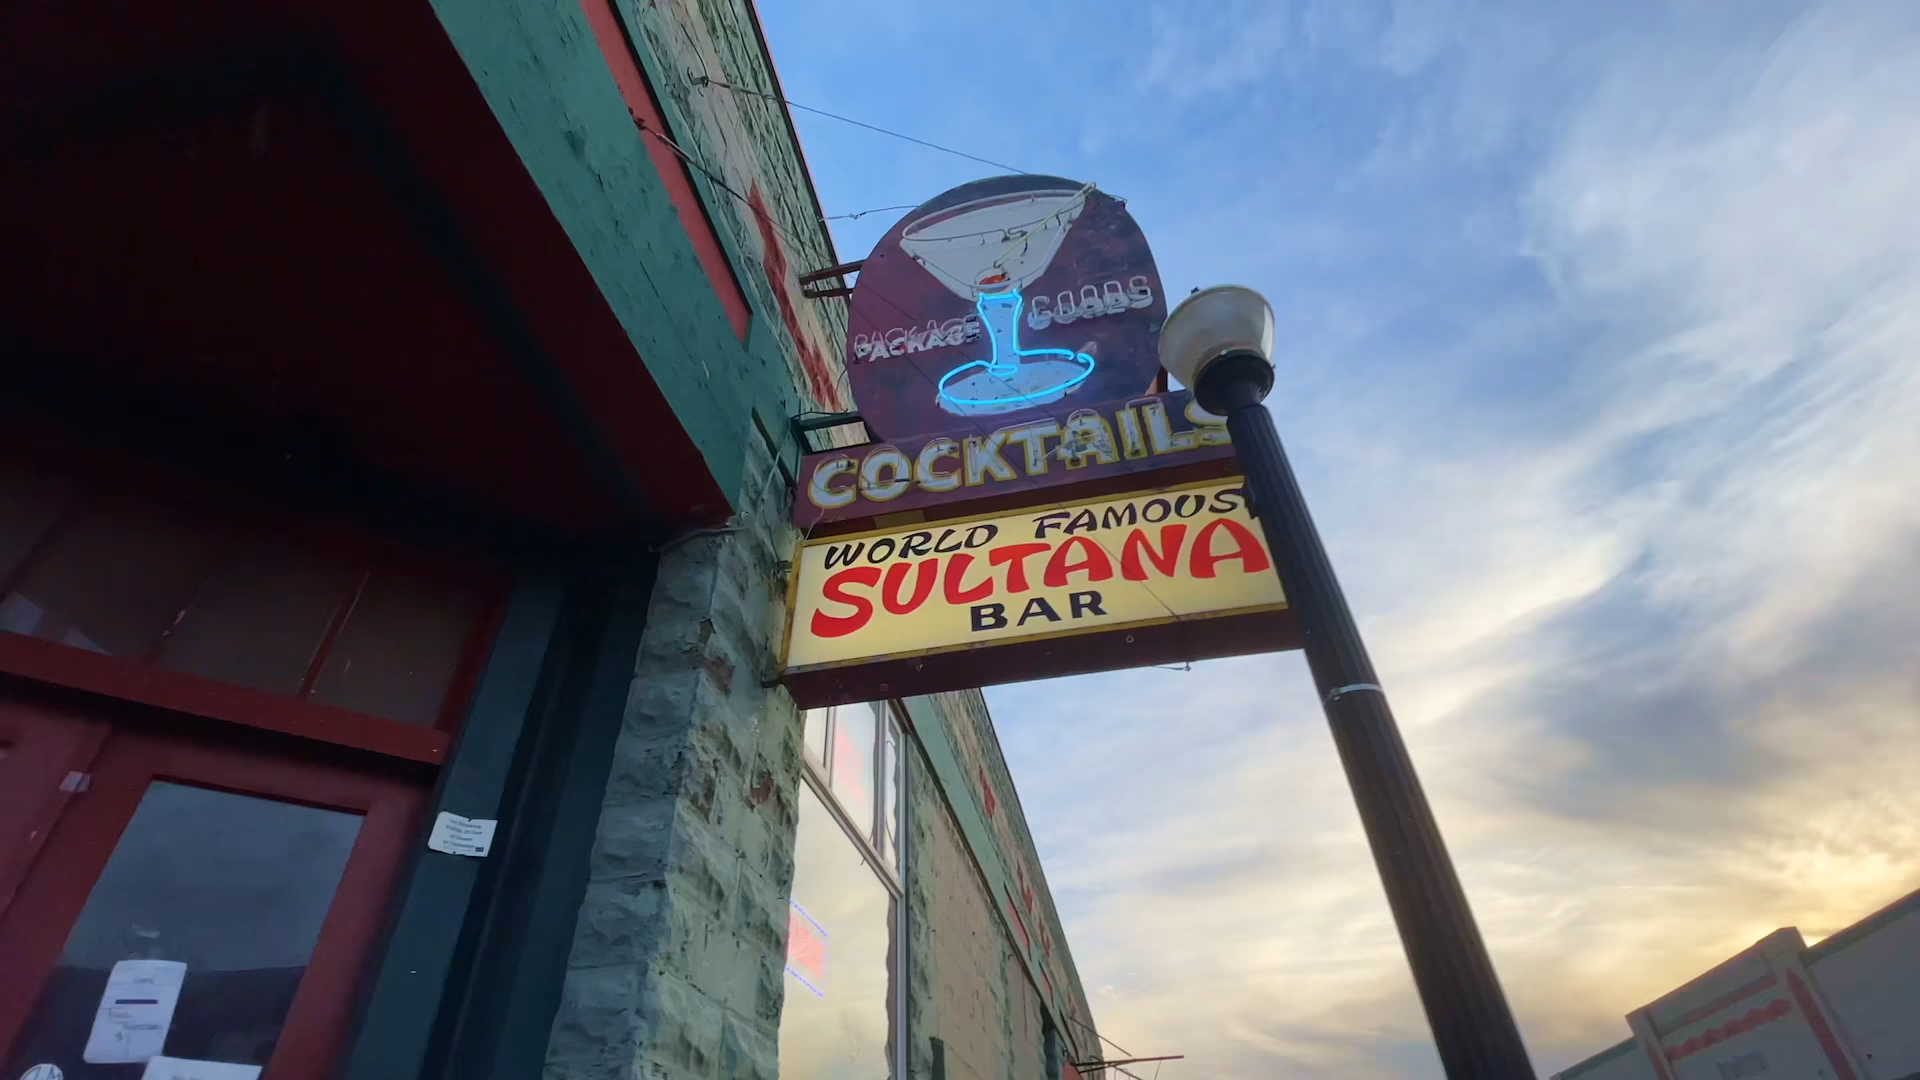 PACKAGE GOODS
COCKTAILS
WORLD FAMOUS
SULTANA
BAR